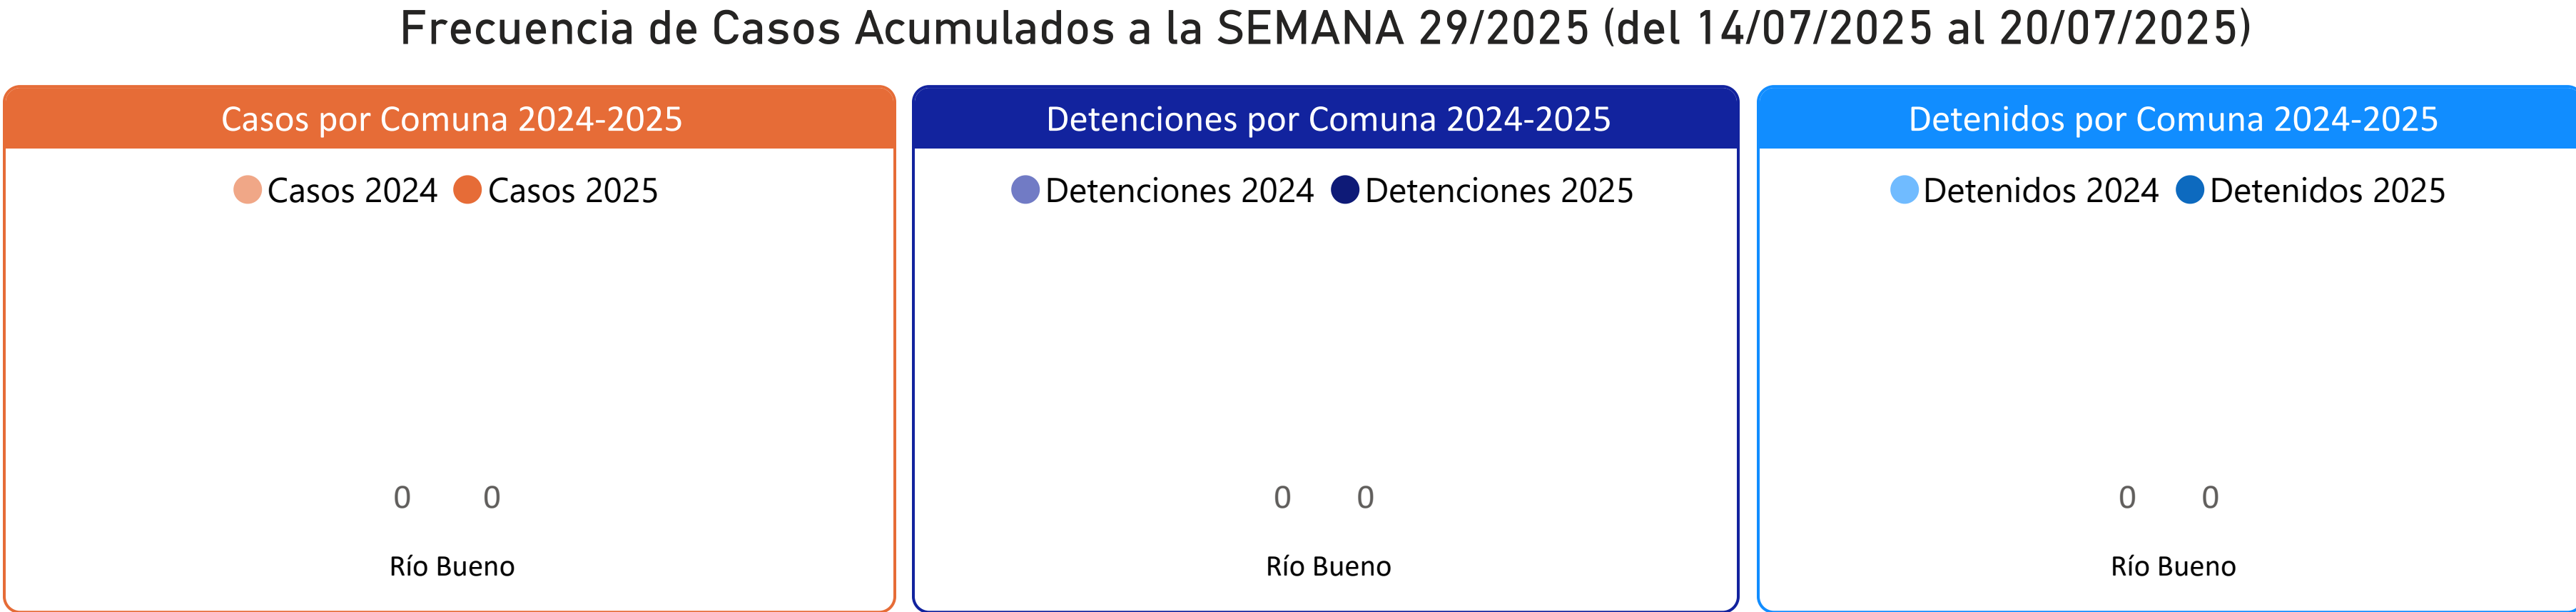 Frecuencia de Casos Acumulados a la SEMANA 29/2025 (del 14/07/2025 al 20/07/2025)
Casos por Comuna 2024-2025
Casos 2024 Casos 2025
0 0
Río Bueno
Detenciones por Comuna 2024-2025
Detenciones 2024 Detenciones 2025
0 0
Río Bueno
Detenidos por Comuna 2024-2025
Detenidos 2024 Detenidos 2025
0 0
Río Bueno